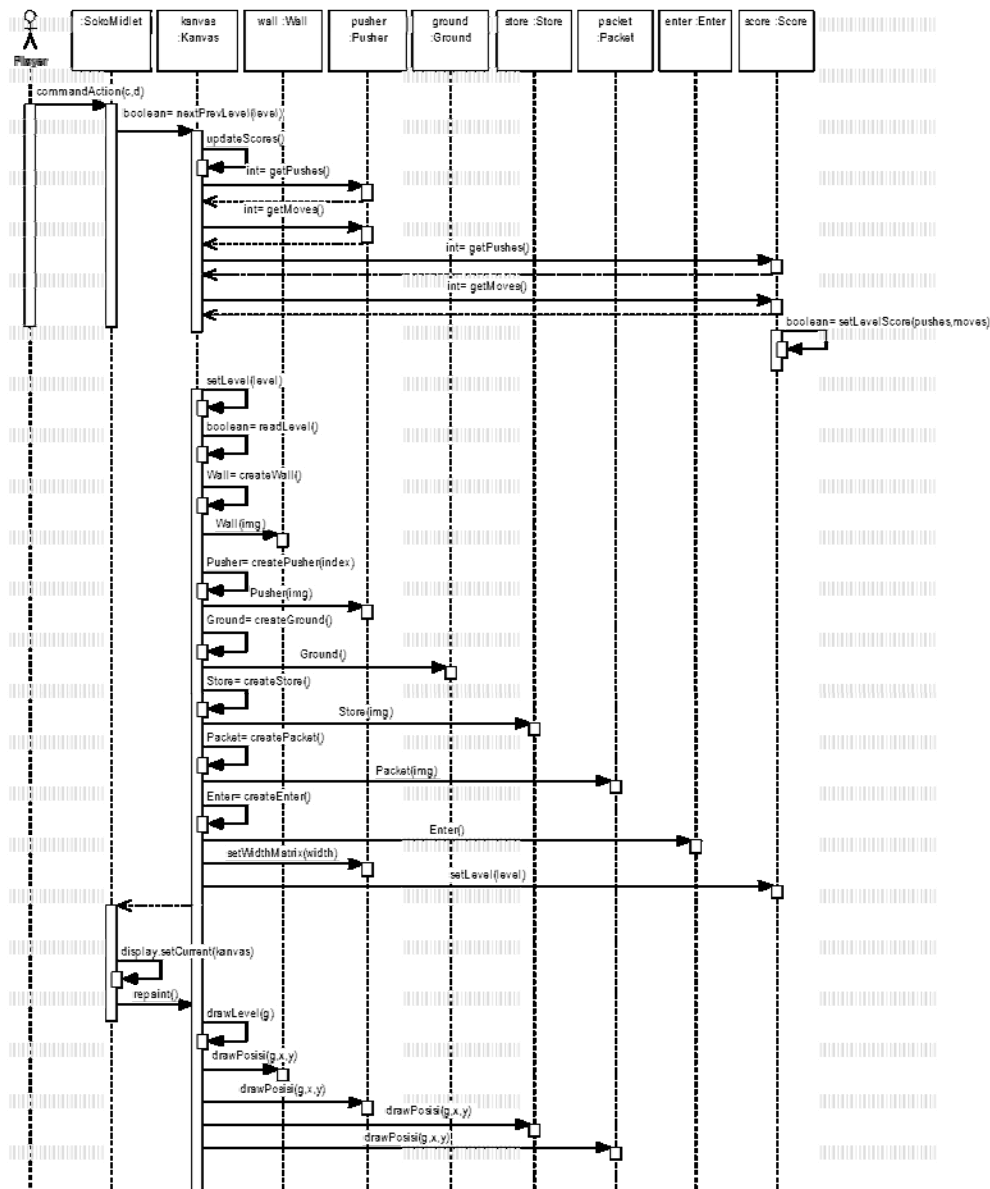 :SokoMidlet
kanvas
:Kanvas
wall :Wall
pusher
:Pusher
ground
:Ground
store :Store
packet
:Packet
enter :Enter
score :Score
Player
commandAction(c,d)
boolean= nextPrevLevel(level)
updateScores()
int= getPushes()
int= getMoves()
int= getPushes()
int= getMoves()
boolean= setLevelScore(pushes,moves)
setLevel(level)
boolean= readLevel()
Wall= createWall()
Wall(img)
Pusher= createPusher(index)
Pusher(img)
Ground= createGround()
Ground()
Store= createStore()
Store(img)
Packet= createPacket()
Packet(img)
Enter= createEnter()
Enter()
setWidthMatrix(width)
setLevel(level)
display.setCurrent(kanvas)
repaint()
drawLevel(g)
drawPosisi(g,x,y)
drawPosisi(g,x,y)
drawPosisi(g,x,y)
drawPosisi(g,x,y)